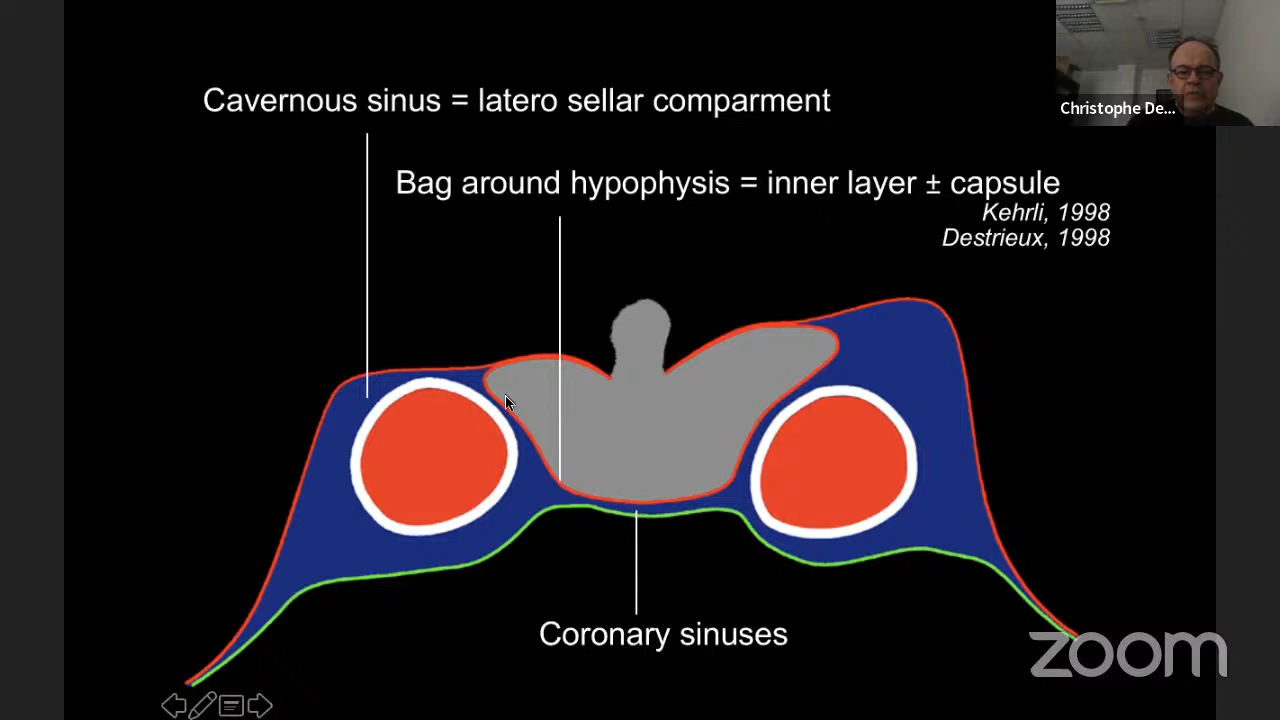 Cavernous sinus = latero sellar comparment
Christophe De...
Bag around hypophysis = inner layer ± capsule
Kehrli, 1998
Destrieux, 1998
Coronary sinuses
zoom